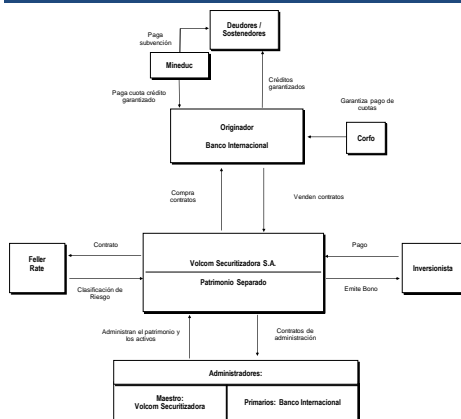 Deudores /
Sostenedores
Paga
subvención
Mineduc
Paga cuota crédito
garantizado
Créditos
garantizados
Garantiza pago de
cuotas
Originador
Banco Internacional
Corfo
Compra
contratos
Venden contratos
Feller
Rate
Contrato
Clasificación de
Riesgo
Volcom Securitizadora S.A.
Patrimonio Separado
Pago
Emite Bono
Inversionista
Administran el patrimonio y
los activos
Contratos de
administración
Administradores:
Maestro:
Volcom Securitizadora
Primarios: Banco Internacional